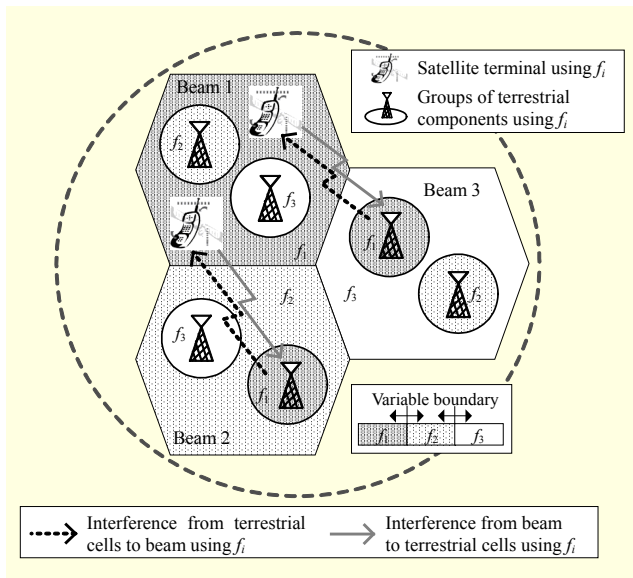 Satellite terminal using fi
Groups of terrestrial
components using fi
Beam 1
f2
f3
f1
Beam 3
f1
f2
f3
f2
f3
f1
Beam 2
Variable boundary
f1 f2 f3
Interference from terrestrial
cells to beam using fi
Interference from beam
to terrestrial cells using fi